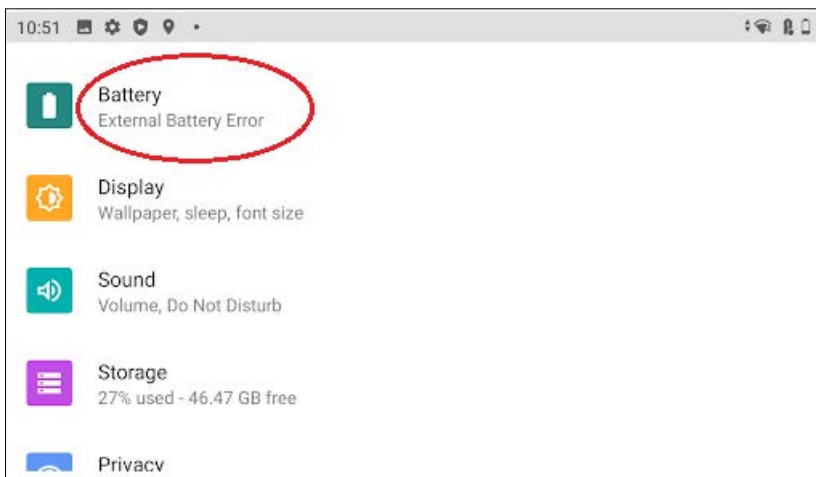 10:51
Battery
External Battery Error
Display
Wallpaper, sleep, font size
Sound
Volume, Do Not Disturb
Storage
27% used - 46.47 GB free
Privacy